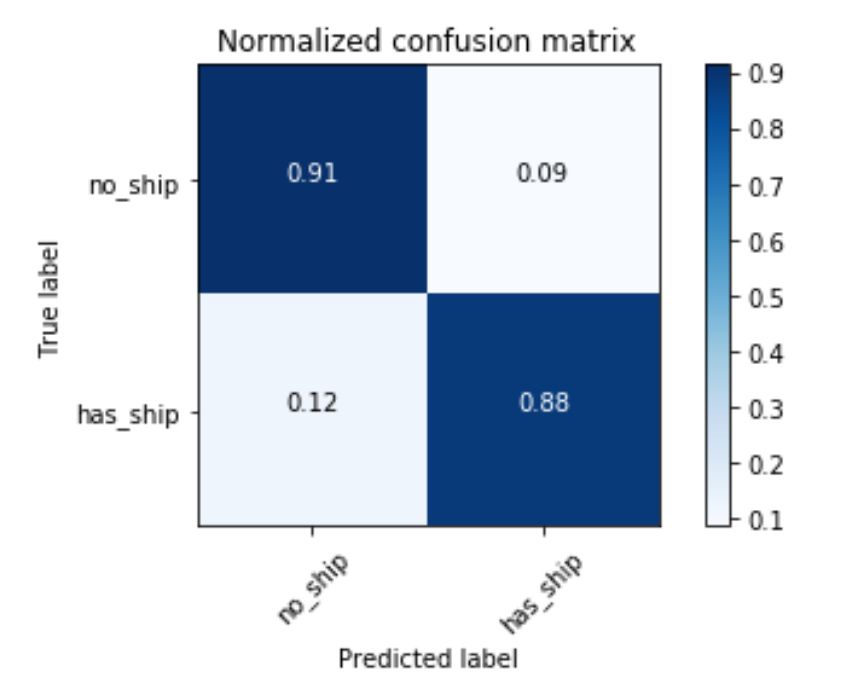 Normalized confusion matrix
True label
no_ship
0.91
0.09
has_ship
0.12
0.88
no_ship
has_ship
Predicted label
0.9
0.8
0.7
0.6
0.5
0.4
0.3
0.2
0.1